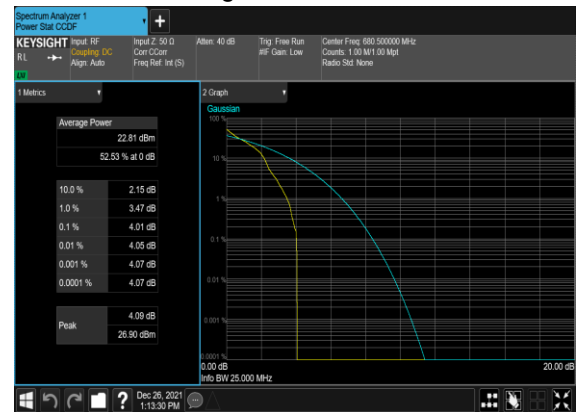 Spectrum Analyzer 1
Power Stat CCDF
KEYSIGHT
RL
LXI
Input: RF
Coupling: DC
Align: Auto
Input Z: 50 Ω
Corr CCorr
Freq Ref: Int (S)
Atten: 40 dB
Trig: Free Run
#IF Gain: Low
Center Freq: 680.500000 MHz
Counts: 1.00 M/1.00 Mpt
Radio Std: None
1 Metrics
Average Power
22.81 dBm
52.53 % at 0 dB
10.0 % 2.15 dB
1.0 % 3.47 dB
0.1 % 4.01 dB
0.01 % 4.05 dB
0.001 % 4.07 dB
0.0001 % 4.07 dB
Peak
4.09 dB
26.90 dBm
2 Graph
Gaussian
100 %
10 %
1 %
0.1 %
0.01 %
0.001 %
0.0001 %
0.00 dB
20.00 dB
Info BW 25.000 MHz
?
Dec 26, 2021
1:13:30 PM